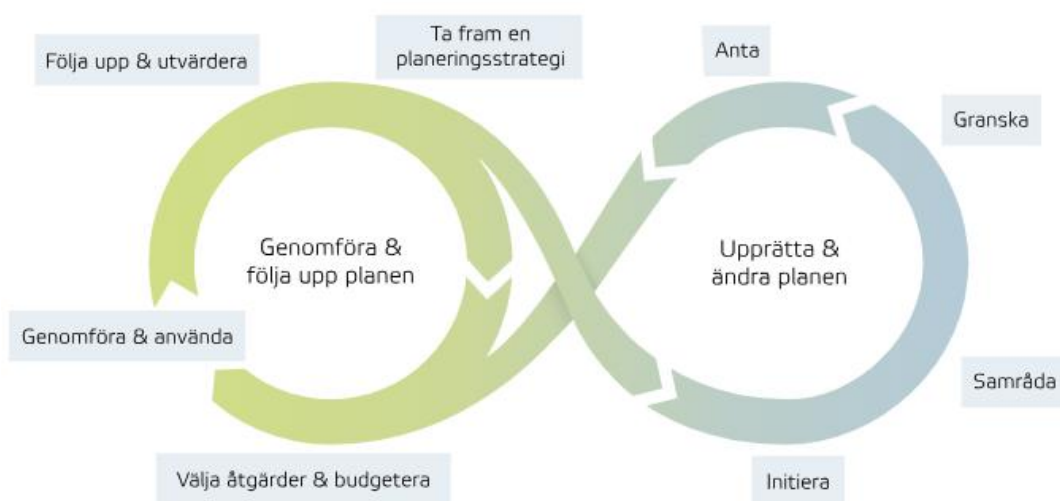 Ta fram en
planeringsstrategi
Anta
Följa upp & utvärdera
Granska
Genomföra &
följa upp planen
Upprätta &
ändra planen
Genomföra & använda
Samråda
Välja åtgärder & budgetera
Initiera